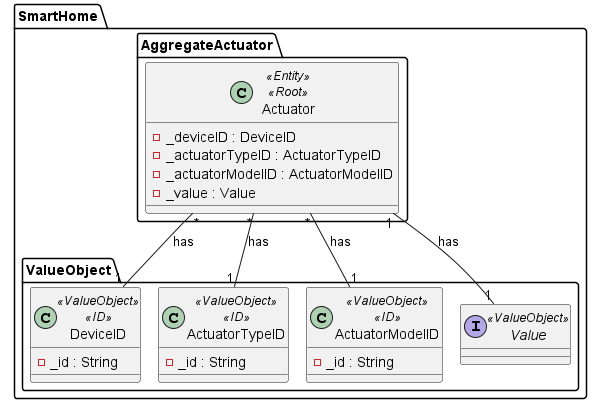 SmartHome
AggregateActuator
«Entity»
«Root»
C
Actuator
_deviceID : DeviceID
_actuatorTypeID : ActuatorTypeID
_actuatorModelID : ActuatorModelID
_value : Value
* * * 1
has has has has
ValueObject
1 1 1 1
«ValueObject»
«ID»
C
DeviceID
_id : String
«ValueObject»
«ID»
C
ActuatorTypeID
_id : String
«ValueObject»
«ID»
C
ActuatorModelID
_id : String
«ValueObject»
I
Value